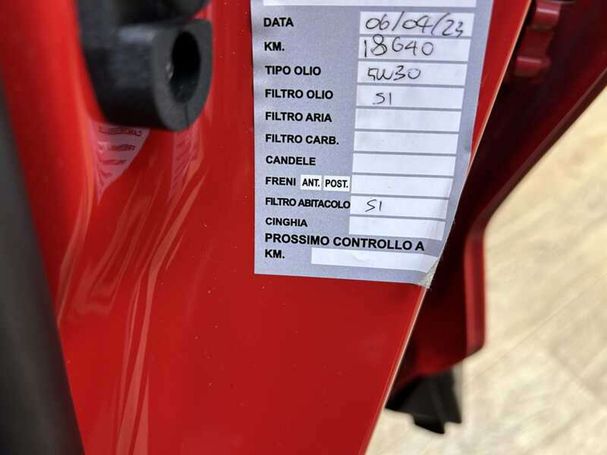 DATA 06/04/23
KM. 18640
TIPO OLIO 5W30
FILTRO OLIO SI
FILTRO ARIA
FILTRO CARB.
CANDELE
FRENI ANT. POST.
FILTRO ABITACOLO SI
CINGHIA
PROSSIMO CONTROLLO A
KM.